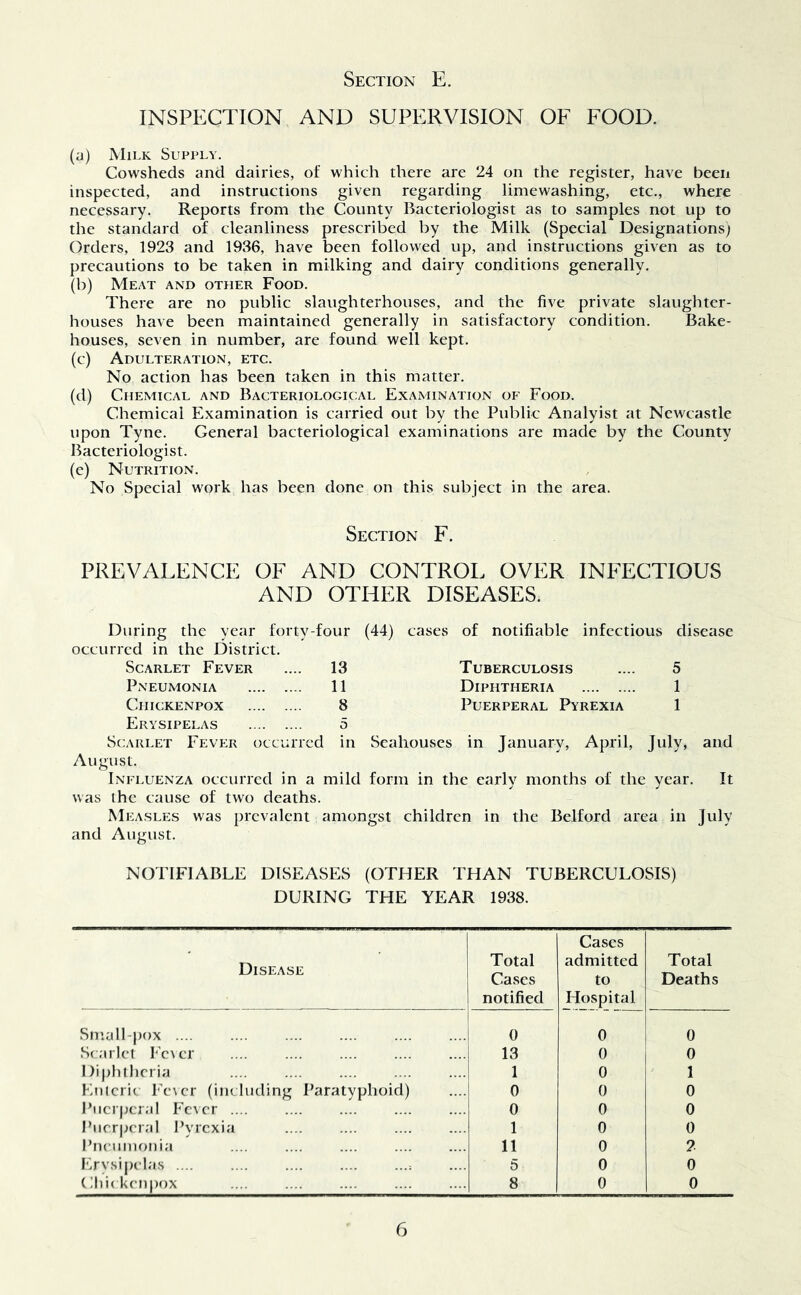 Section E.
INSPECTION AND SUPERVISION OF FOOD.
(a) Milk Supply.
Cowsheds and dairies, of which there are 24 on the register, have been
inspected, and instructions given regarding limewashing, etc., where
necessary. Reports from the County Bacteriologist as to samples not up to
the standard of cleanliness prescribed by the Milk (Special Designations)
Orders, 1923 and 1936, have been followed up, and instructions given as to
precautions to be taken in milking and dairy conditions generally.
(b) Meat and other Food.
There are no public slaughterhouses, and the five private slaughter-
houses have been maintained generally in satisfactory condition. Bake-
houses, seven in number, are found well kept.
(c) Adulteration, etc.
No action has been taken in this matter.
(d) Chemical and Bacteriological Examination of Food.
Chemical Examination is carried out by the Public Analyist at Newcastle
upon Tyne. General bacteriological examinations are made by the County
Bacteriologist.
(e) Nutrition.
No Special work has been done on this subject in the area.
Section F.
PREVALENCE OF AND CONTROL OVER INFECTIOUS
AND OTHER DISEASES.
During the year forty-four (44) cases of notifiable infectious disease
occurred in the District.
Scarlet Fever .... 13 Tuberculosis .... 5
Pneumonia .... .... 11 Diphtheria .... .... 1
Chickenpox .... .... 8 Puerperal Pyrexia 1
Erysipelas .... .... 5
Scarlet Fever occurred in Seahouses in January, April, July, and
August.
Influenza occurred in a mild form in the early months of the year. It
was the cause of two deaths.
Measles was prevalent amongst children in the Belford area in July
and August.
NOTIFIABLE DISEASES (OTHER THAN TUBERCULOSIS)
DURING THE YEAR 1938.
Disease | Total Cases notified | Cases admitted to Hospital | Total Deaths
Small-pox .... .... .... .... .... .... 0 0 0
Scarlet Fever .... .... .... .... .... 13 0 0
Diphtheria .... .... .... .... .... 1 0 1
Enteric Fever (including Paratyphoid) .... 0 0 0
Puerperal Fever .... .... .... .... .... 0 0 0
Puerperal Pyrexia .... .... .... .... 1 0 0
Pneumonia .... .... .... .... .... 11 0 2
Erysipelas .... .... .... .... .... .... 5 0 0
Chickenpox .... .... .... .... .... 8 0 0
6